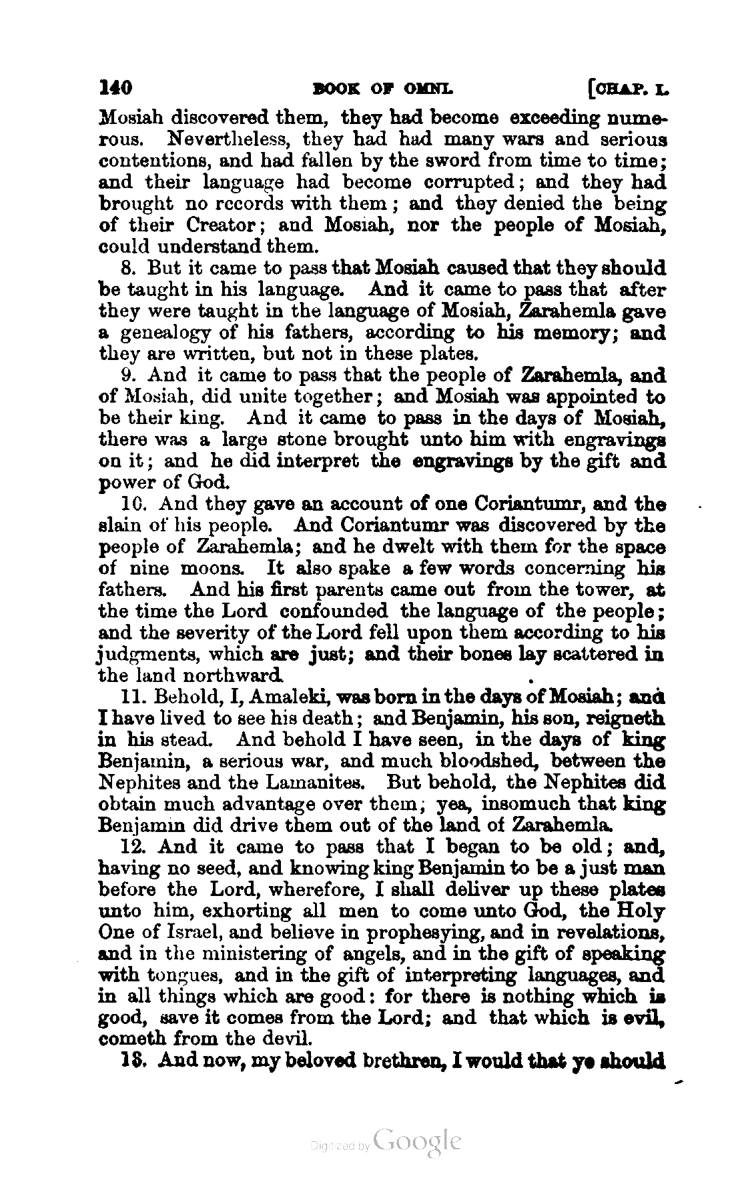 140 BOOK OF OMNI. [CHAP. I.
Mosiah discovered them, they had become exceeding nume-
rous. Nevertheless, they had had many wars and serious
contentions, and had fallen by the sword from time to time;
and their language had become corrupted; and they had
brought no records with them; and they denied the being
of their Creator; and Mosiah, nor the people of Mosiah,
could understand them.
8. But it came to pass that Mosiah caused that they should
be taught in his language. And it came to pass that after
they were taught in the language of Mosiah, Zarahemla gave
a genealogy of his fathers, according to his memory; and
they are written, but not in these plates.
9. And it came to pass that the people of Zarahemla, and
of Mosiah, did unite together; and Mosiah was appointed to
be their king. And it came to pass in the days of Mosiah,
there was a large stone brought unto him with engravings
on it; and he did interpret the engravings by the gift and
power of God.
10. And they gave an account of one Coriantumr, and the
slain of his people. And Coriantumr was discovered by the
people of Zarahemla; and he dwelt with them for the space
of nine moons. It also spake a few words concerning his
fathers. And his first parents came out from the tower, at
the time the Lord confounded the language of the people;
and the severity of the Lord fell upon them according to his
judgments, which are just; and their bones lay scattered in
the land northward.
11. Behold, I, Amaleki, was born in the days of Mosiah; and
I have lived to see his death; and Benjamin, his son, reigneth
in his stead. And behold I have seen, in the days of king
Benjamin, a serious war, and much bloodshed, between the
Nephites and the Lamanites. But behold, the Nephites did
obtain much advantage over them; yea, insomuch that king
Benjamin did drive them out of the land of Zarahemla.
12. And it came to pass that I began to be old; and,
having no seed, and knowing king Benjamin to be a just man
before the Lord, wherefore, I shall deliver up these plates
unto him, exhorting all men to come unto God, the Holy
One of Israel, and believe in prophesying, and in revelations,
and in the ministering of angels, and in the gift of speaking
with tongues, and in the gift of interpreting languages, and
in all things which are good: for there is nothing which is
good, save it comes from the Lord; and that which is evil,
cometh from the devil.
13. And now, my beloved brethren, I would that ye should
Digitized by Google